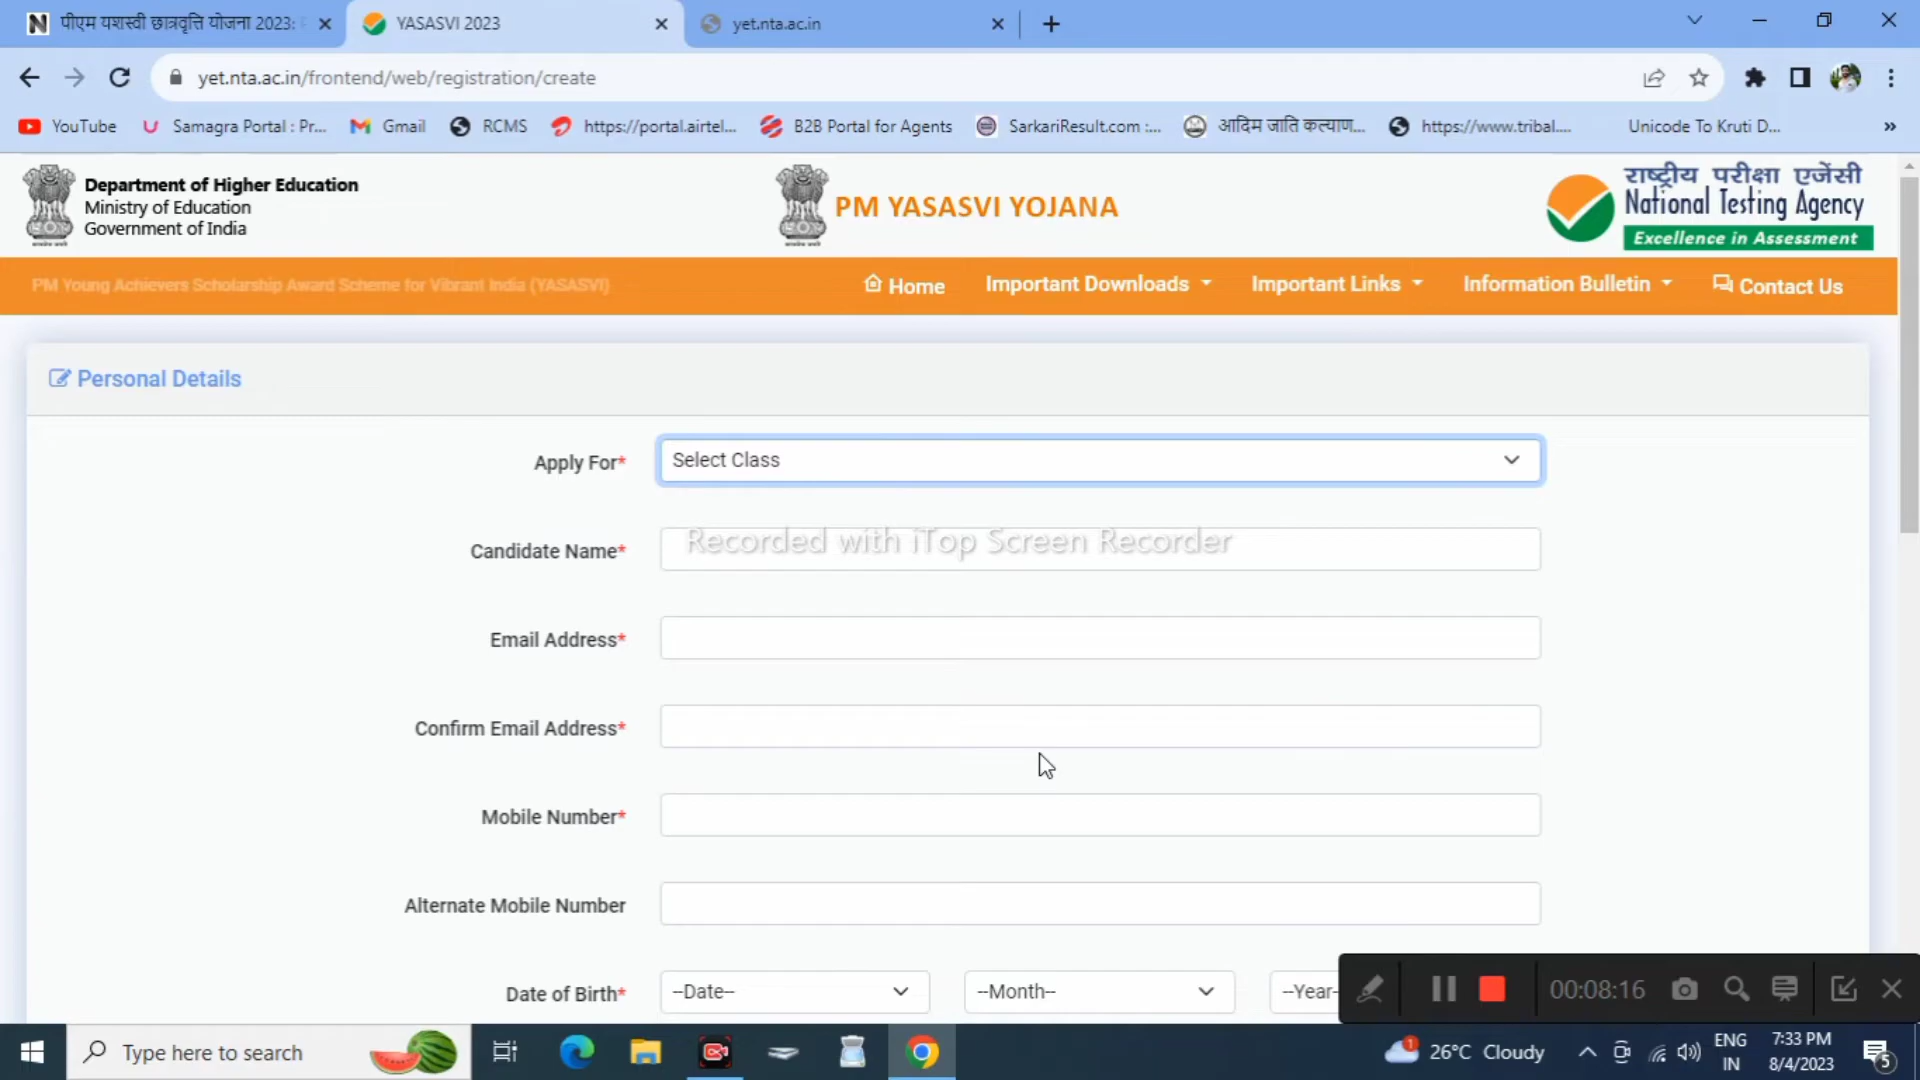 पीएम यशस्वी छात्रवृत्ति योजना 2023:
YASASVI 2023
yet.nta.ac.in
yet.nta.ac.in/frontend/web/registration/create
YouTube
Samagra Portal : Pr...
Gmail
RCMS
https://portal.airtel...
B2B Portal for Agents
SarkariResult.com :...
आदिम जाति कल्याण...
https://www.tribal....
Unicode To Kruti D...
»
Department of Higher Education
Ministry of Education
Government of India
PM YASASVI YOJANA
राष्ट्रीय परीक्षा एजेंसी
National Testing Agency
Excellence in Assessment
PM Young Achievers Scholarship Award Scheme for Vibrant India (YASASVI)
Home
Important Downloads
Important Links
Information Bulletin
Contact Us
Personal Details
Apply For*
Select Class
Candidate Name*
Recorded with iTop Screen Recorder
Email Address*
Confirm Email Address*
Mobile Number*
Alternate Mobile Number
Date of Birth*
--Date--
--Month--
--Year-
00:08:16
Type here to search
1
26°C Cloudy
ENG
IN
7:33 PM
8/4/2023
5